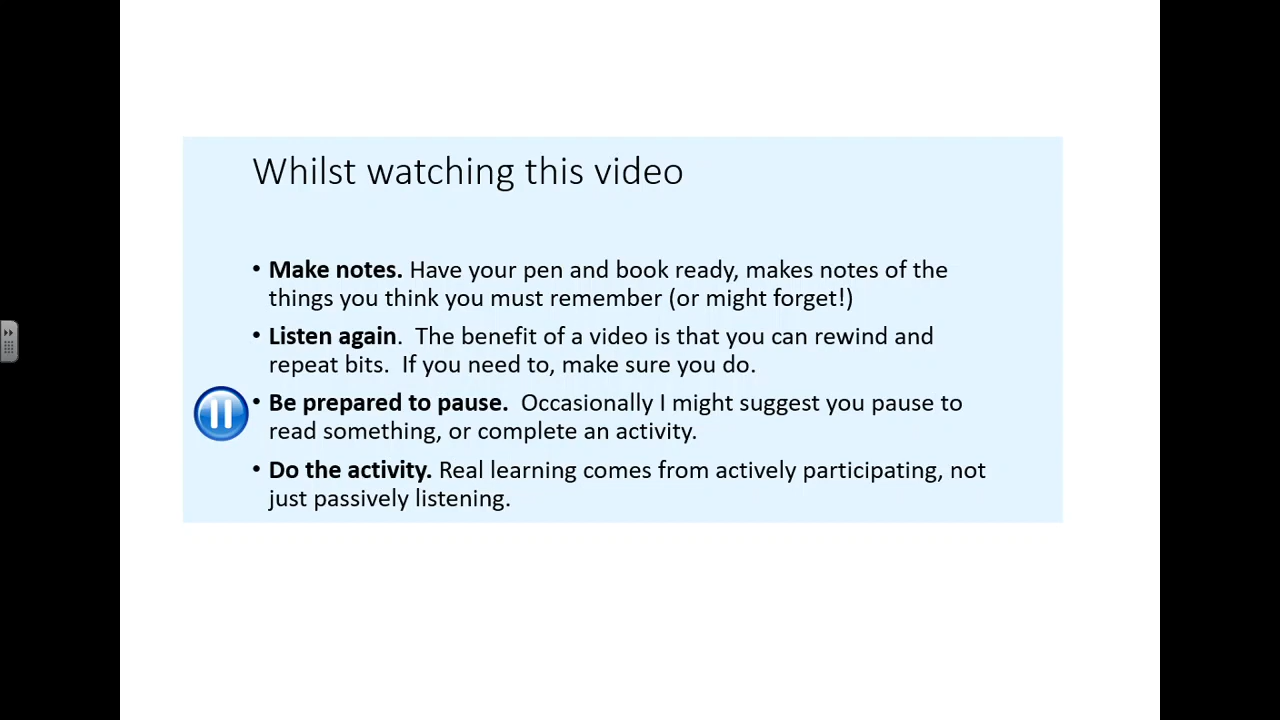 Whilst watching this video
• Make notes. Have your pen and book ready, makes notes of the
things you think you must remember (or might forget!)
• Listen again.  The benefit of a video is that you can rewind and
repeat bits.  If you need to, make sure you do.
• Be prepared to pause.  Occasionally I might suggest you pause to
read something, or complete an activity.
• Do the activity. Real learning comes from actively participating, not
just passively listening.